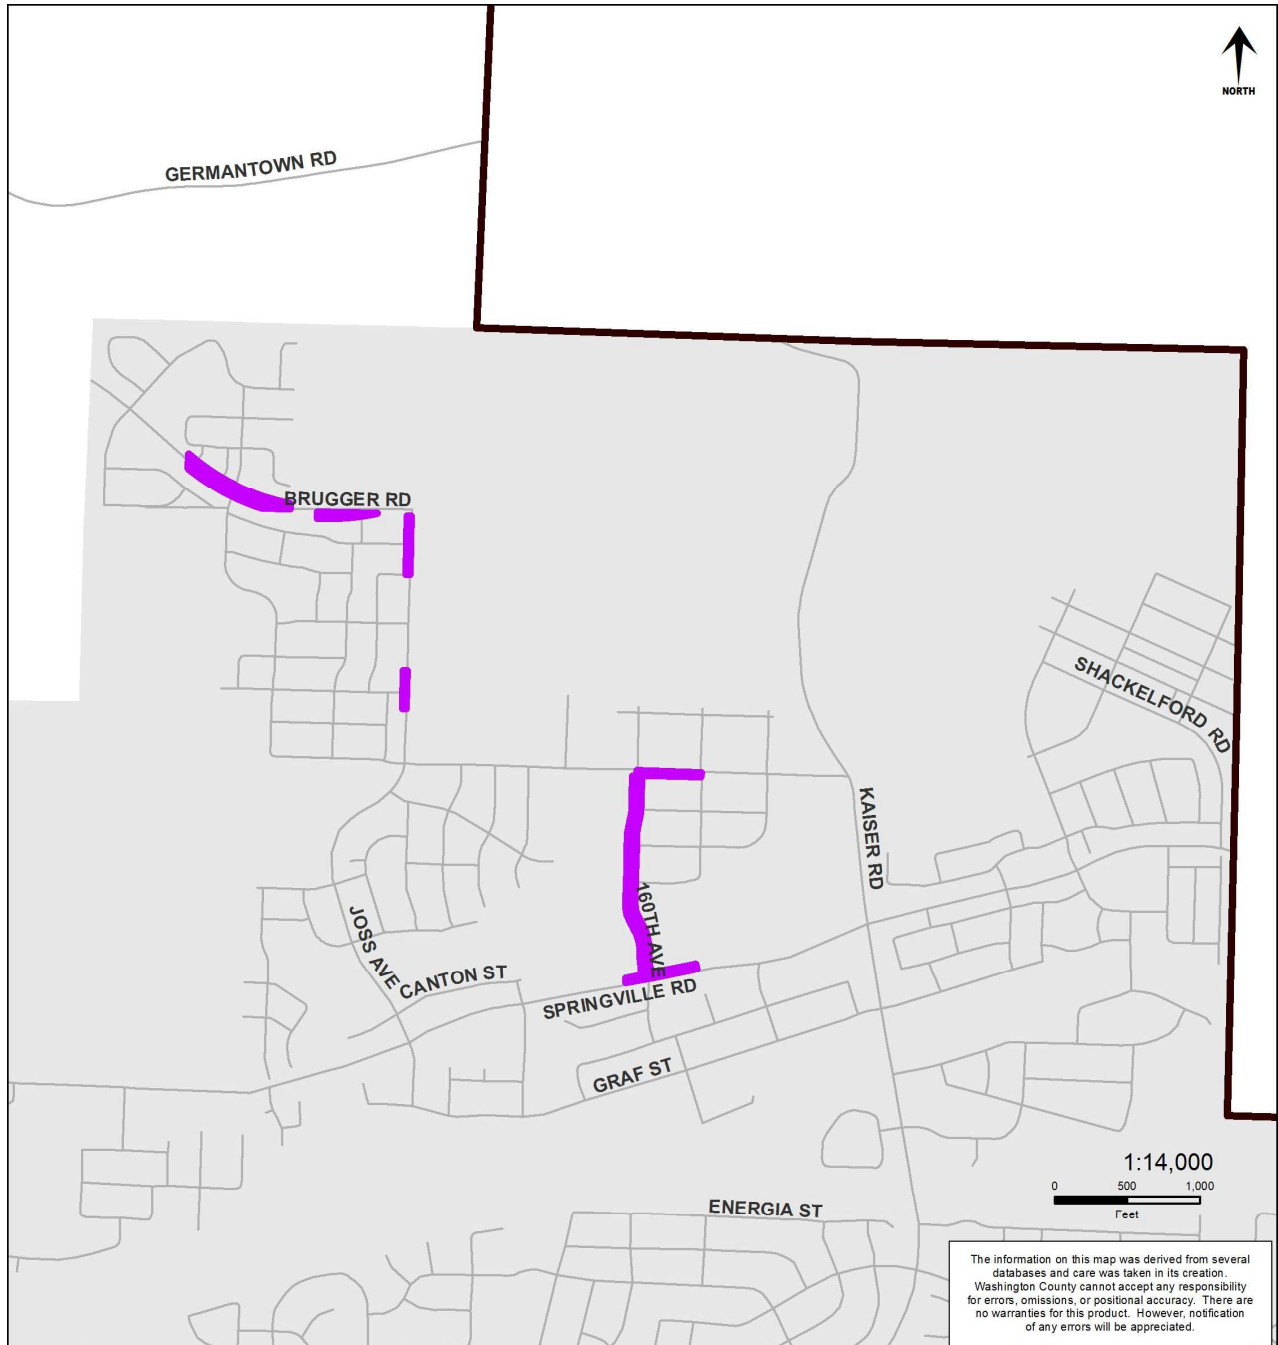 NORTH
GERMANTOWN RD
BRUGGER RD
SHACKELFORD RD
KAISER RD
160TH AVE
JOSS AVE
CANTON ST
SPRINGVILLE RD
GRAF ST
1:14,000
0 500 1,000
Feet
ENERGIA ST
The information on this map was derived from several
databases and care was taken in its creation.
Washington County cannot accept any responsibility
for errors, omissions, or positional accuracy. There are
no warranties for this product. However, notification
of any errors will be appreciated.